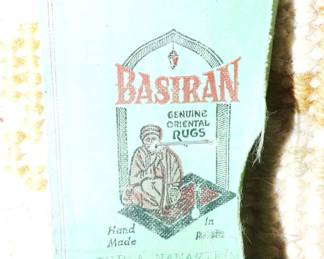 BASIRAN
GENUINE
ORIENTAL
RUGS
Hand in
Made